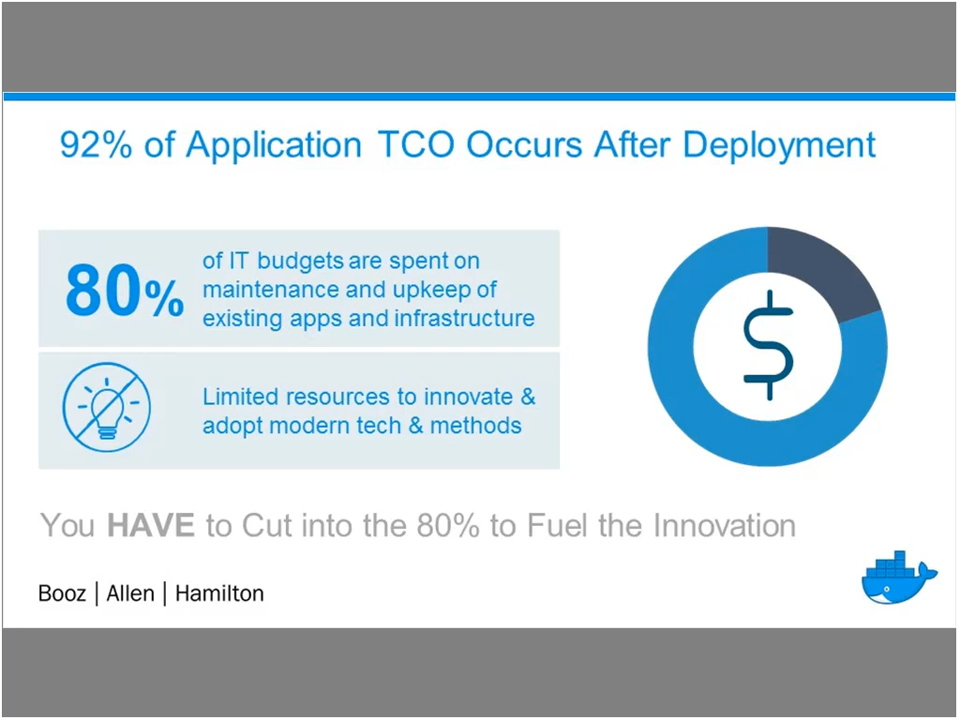 92% of Application TCO Occurs After Deployment
80%
of IT budgets are spent on
maintenance and upkeep of
existing apps and infrastructure
Limited resources to innovate &
adopt modern tech & methods
$
You HAVE to Cut into the 80% to Fuel the Innovation
Booz | Allen | Hamilton